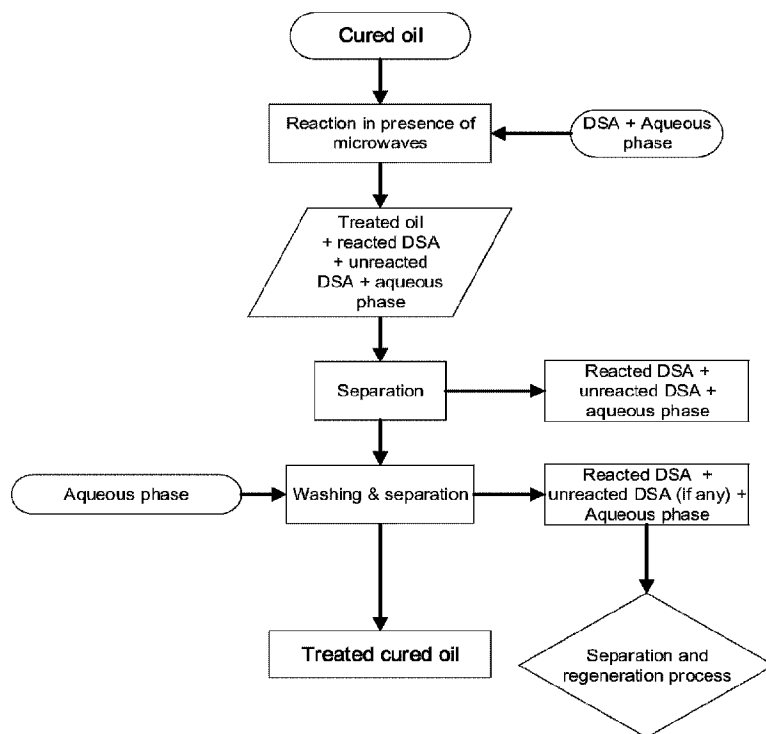 Cured oil
Reaction in presence of
microwaves
DSA + Aqueous
phase
Treated oil
+ reacted DSA
+ unreacted
DSA + aqueous
phase
Separation
Reacted DSA +
unreacted DSA +
aqueous phase
Aqueous phase
Washing & separation
Reacted DSA +
unreacted DSA (if any) +
Aqueous phase
Treated cured oil
Separation and
regeneration process